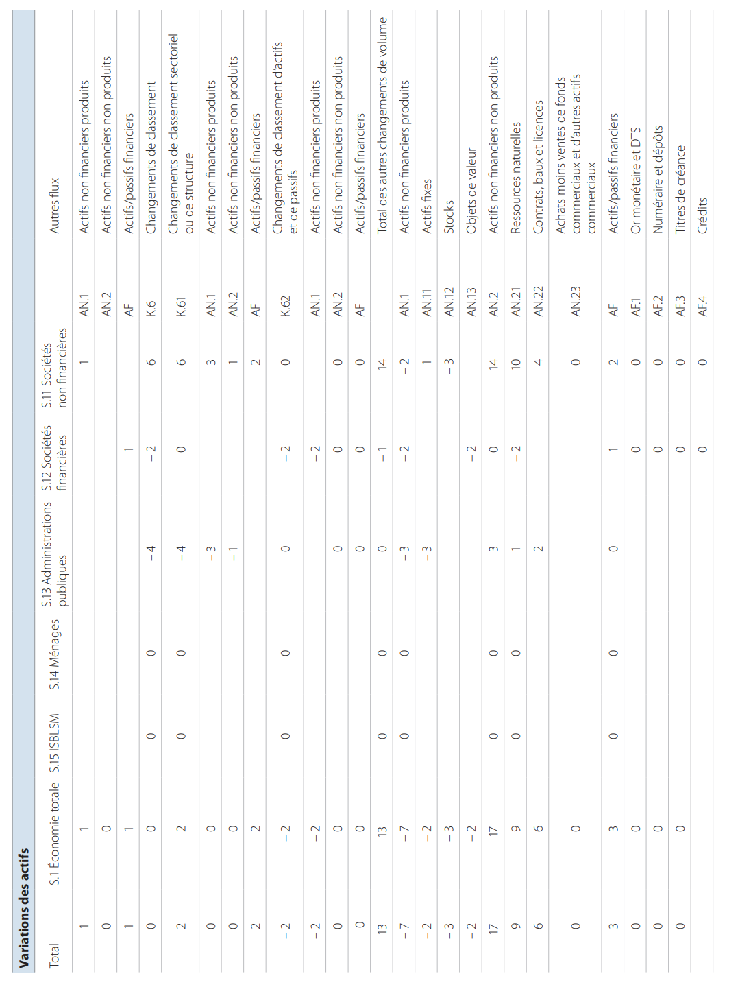 Variations des actifs
Total S.1 Économie totale S.15 ISBLSM S.14 Ménages S.13 Administrations S.12 Sociétés S.11 Sociétés Autres flux
publiques financières non financières
1 1 1 AN.1 Actifs non financiers produits
0 0 AN.2 Actifs non financiers non produits
1 1 1 AF Actifs/passifs financiers
0 0 0 0 – 4 – 2 6 K.6 Changements de classement
2 2 0 0 – 4 0 6 K.61 Changements de classement sectoriel
ou de structure
0 0 – 3 3 AN.1 Actifs non financiers produits
0 0 – 1 1 AN.2 Actifs non financiers non produits
2 2 2 AF Actifs/passifs financiers
– 2 – 2 0 0 0 – 2 0 K.62 Changements de classement d’actifs
et de passifs
– 2 – 2 – 2 AN.1 Actifs non financiers produits
0 0 0 0 0 AN.2 Actifs non financiers non produits
0 0 0 0 0 AF Actifs/passifs financiers
13 13 0 0 0 – 1 14 Total des autres changements de volume
– 7 – 7 0 0 – 3 – 2 – 2 AN.1 Actifs non financiers produits
– 2 – 2 – 3 1 AN.11 Actifs fixes
– 3 – 3 – 3 AN.12 Stocks
– 2 – 2 – 2 AN.13 Objets de valeur
17 17 0 0 3 0 14 AN.2 Actifs non financiers non produits
9 9 0 0 1 – 2 10 AN.21 Ressources naturelles
6 6 2 4 AN.22 Contrats, baux et licences
0 0 0 AN.23 Achats moins ventes de fonds
commerciaux et d’autres actifs
commerciaux
3 3 0 0 0 1 2 AF Actifs/passifs financiers
0 0 0 0 AF.1 Or monétaire et DTS
0 0 0 0 AF.2 Numéraire et dépôts
0 0 0 0 AF.3 Titres de créance
0 0 AF.4 Crédits